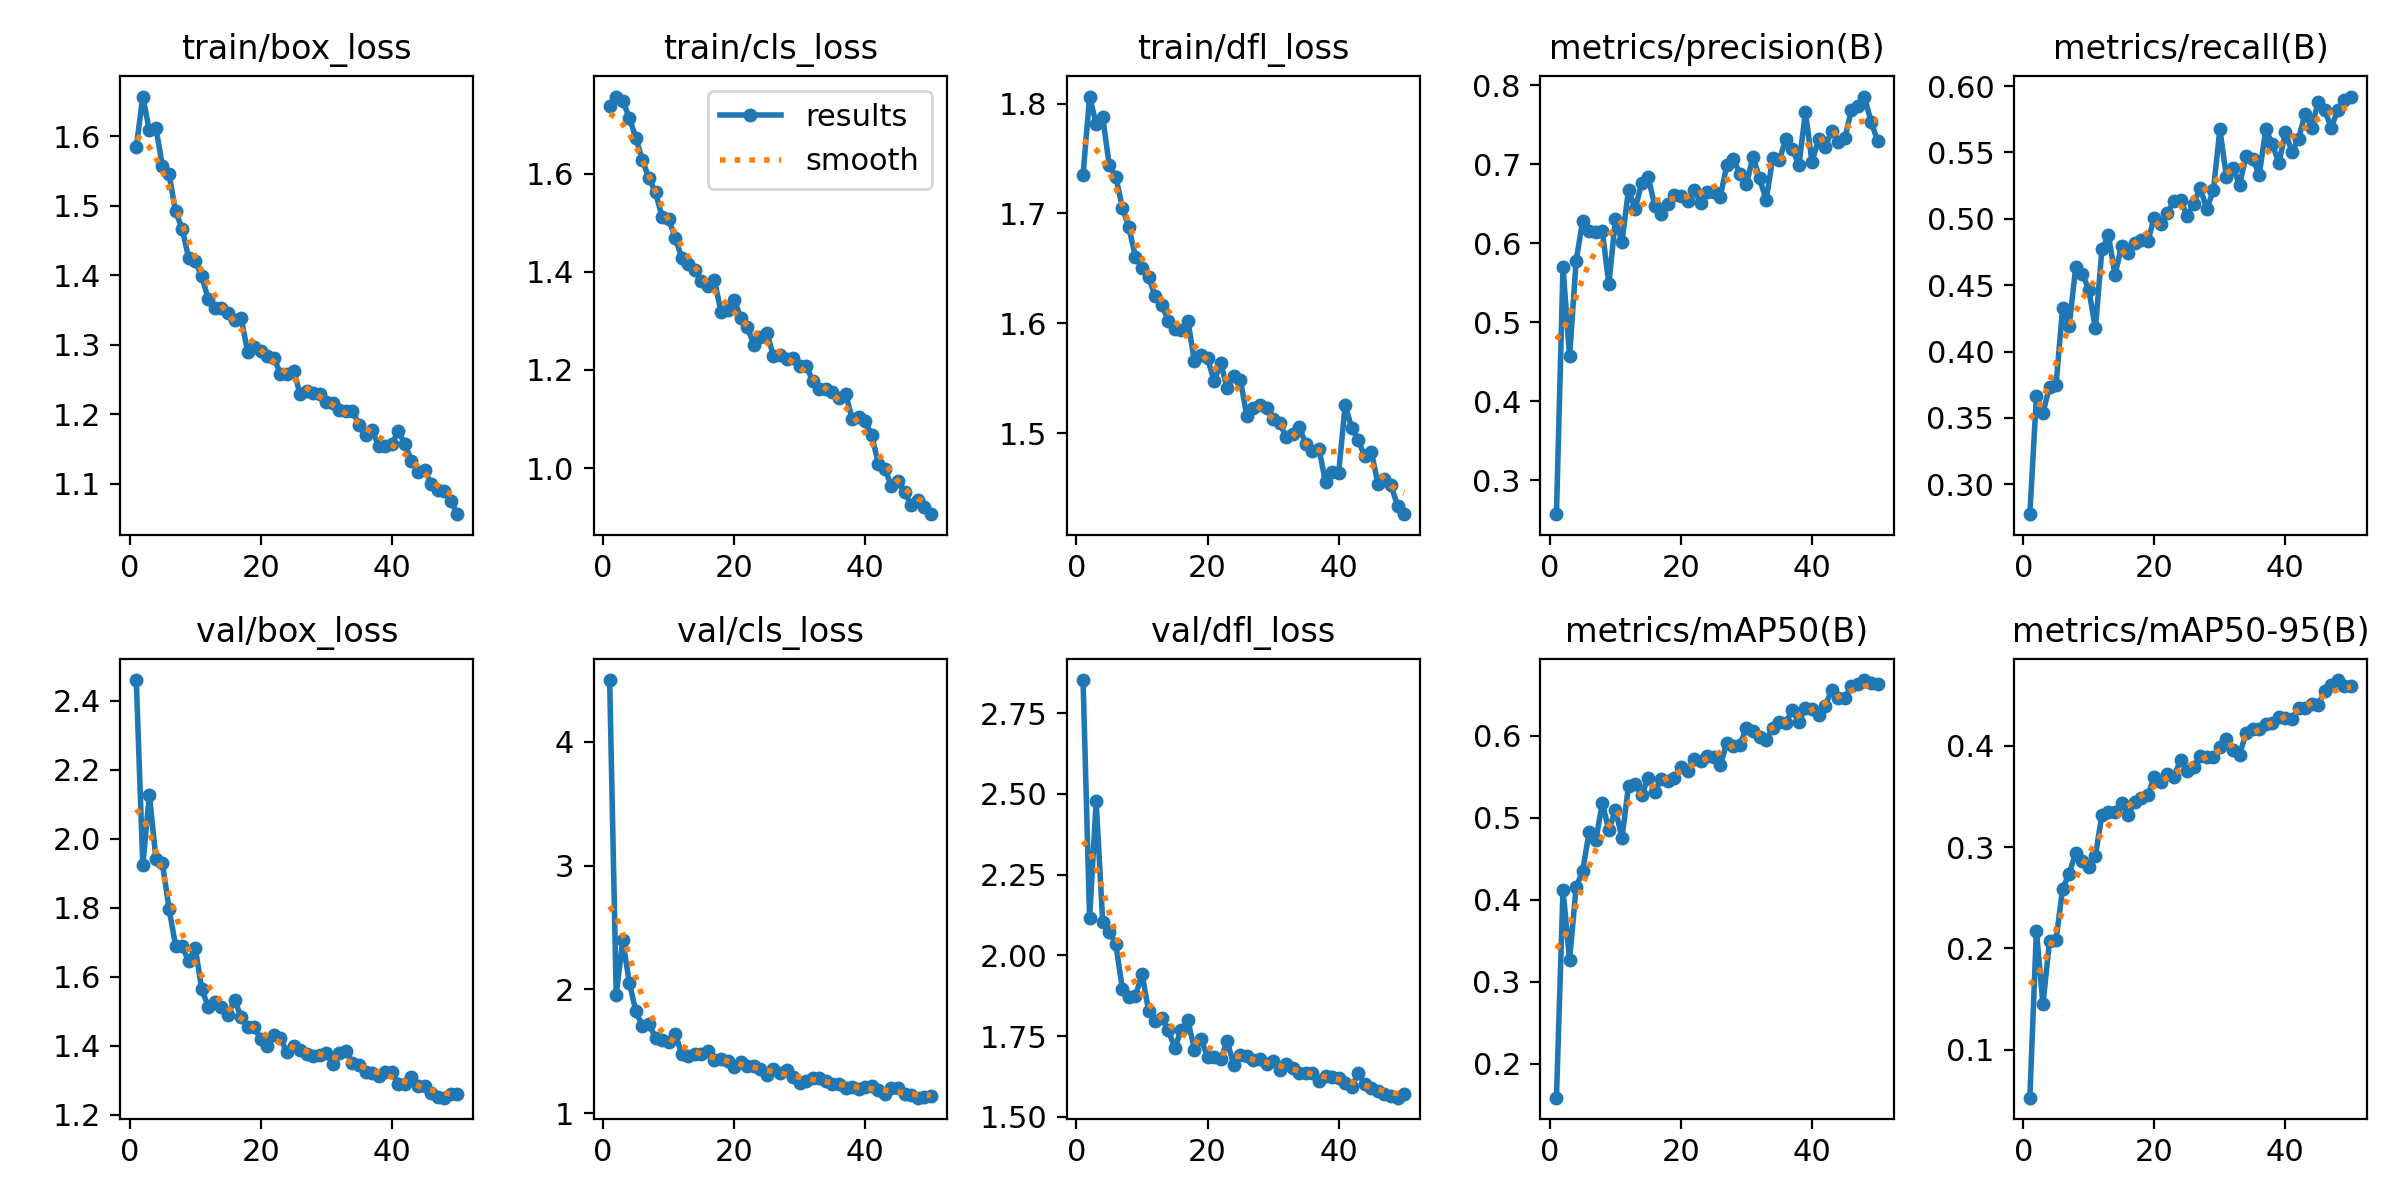 train/box_loss
train/cls_loss
train/dfl_loss
metrics/precision(B)
metrics/recall(B)
1.6
1.5
1.4
1.3
1.2
1.1
0 20 40
results
smooth
1.6
1.4
1.2
1.0
0 20 40
1.8
1.7
1.6
1.5
0 20 40
0.8
0.7
0.6
0.5
0.4
0.3
0 20 40
0.60
0.55
0.50
0.45
0.40
0.35
0.30
0 20 40
val/box_loss
val/cls_loss
val/dfl_loss
metrics/mAP50(B)
metrics/mAP50-95(B)
2.4
2.2
2.0
1.8
1.6
1.4
1.2
0 20 40
4
3
2
1
0 20 40
2.75
2.50
2.25
2.00
1.75
1.50
0 20 40
0.6
0.5
0.4
0.3
0.2
0 20 40
0.4
0.3
0.2
0.1
0 20 40